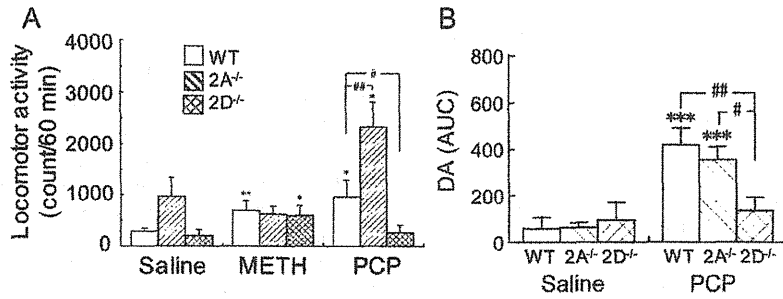 A
Locomotor activity
(count/60 min)
4000
3000
2000
1000
0
WT
2A-/-
2D-/-
**
*
*
##
#
*
Saline METH PCP
B
DA (AUC)
800
600
400
200
0
##
#
***
***
WT 2A-/- 2D-/- WT 2A-/- 2D-/-
Saline PCP